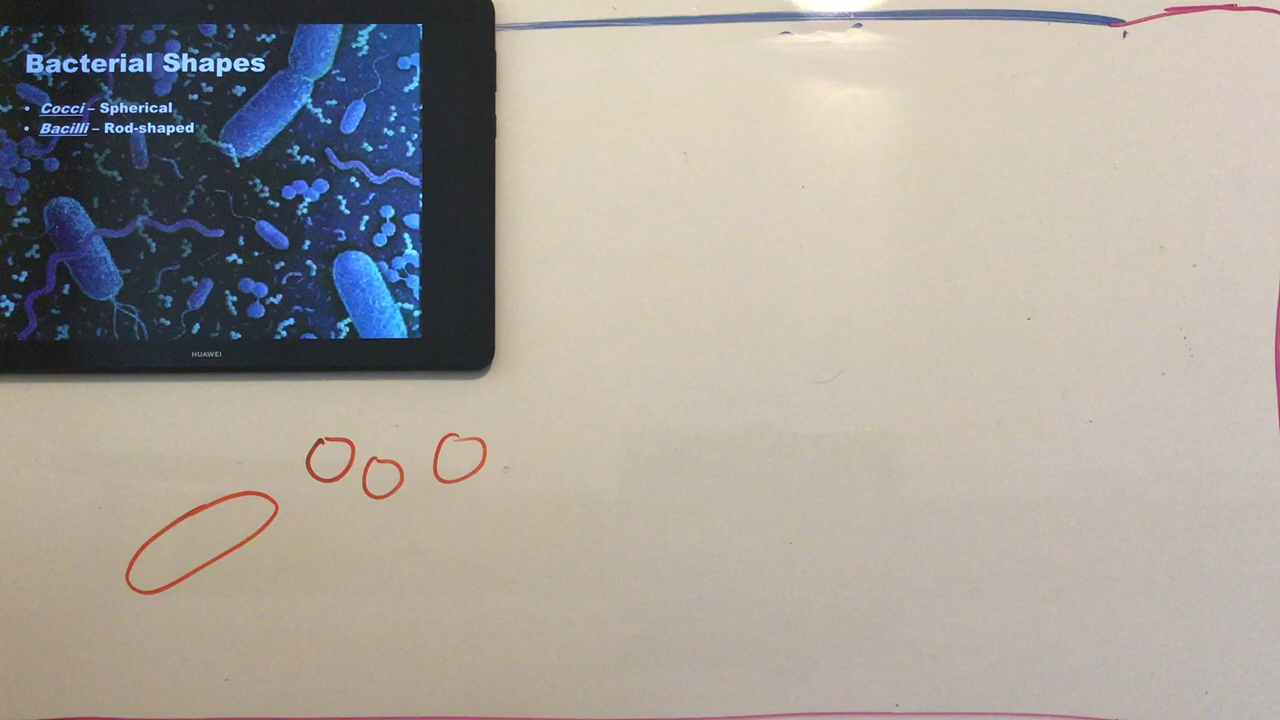 Bacterial Shapes
• Cocci – Spherical
• Bacilli – Rod-shaped
HUAWEI